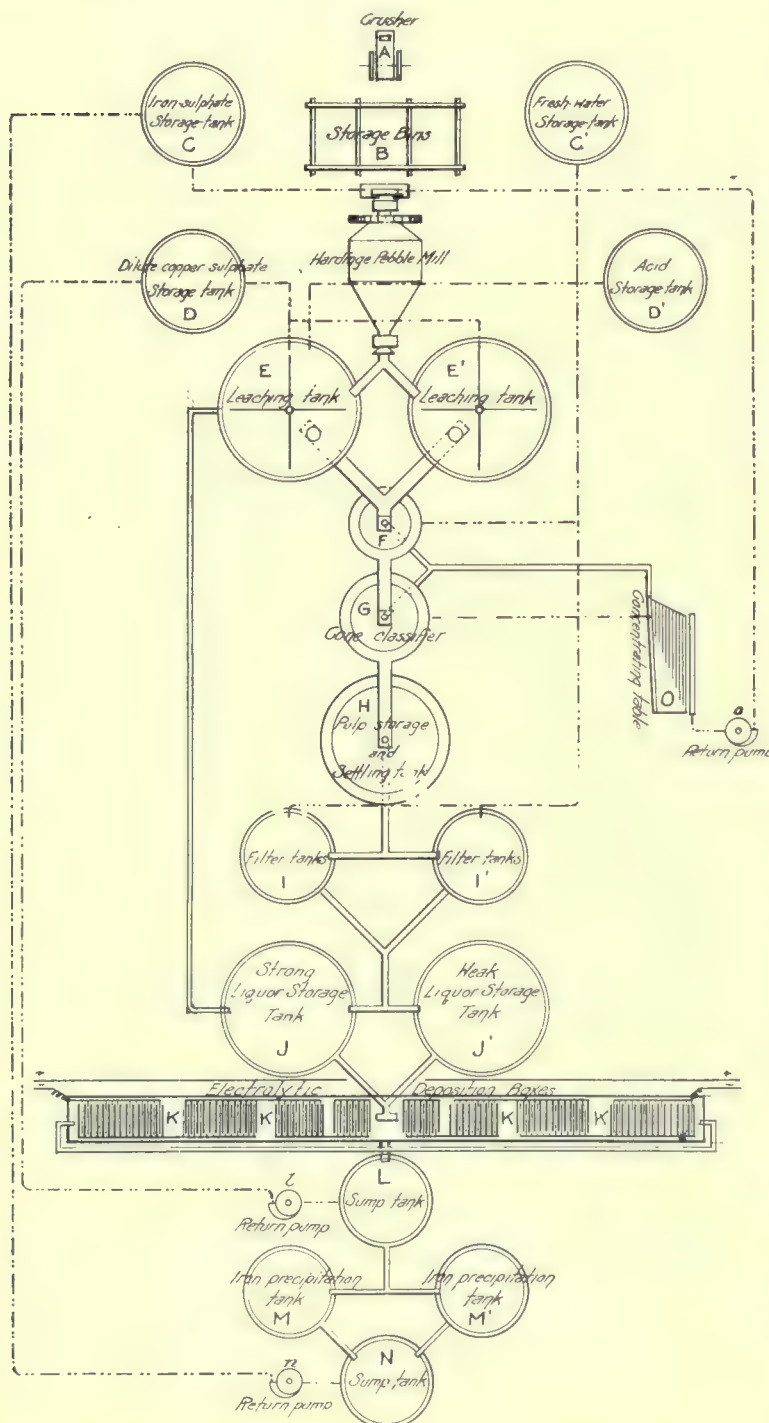 Crusher
A
Iron-sulphate
Storage-tank
C
Storage Bins
B
Fresh Water
Storage-tank
C'
Dilute copper sulphate
Storage tank
D
Hardinge Pebble Mill
Acid
Storage tank
D'
E
Leaching tank
E'
Leaching tank
F
G
Cone classifier
Concentrating Table
O
o
Return pump
H
Pulp storage
and
Settling tank
Filter tanks
I
Filter tanks
I'
Strong
Liquor Storage
Tank
J
Weak
Liquor Storage
Tank
J'
+
Electrolytic Deposition Boxes
+
K K K K
L
Sump tank
l
Return pump
Iron precipitation
tank
M
Iron precipitation
tank
M'
N
Sump tank
n
Return pump